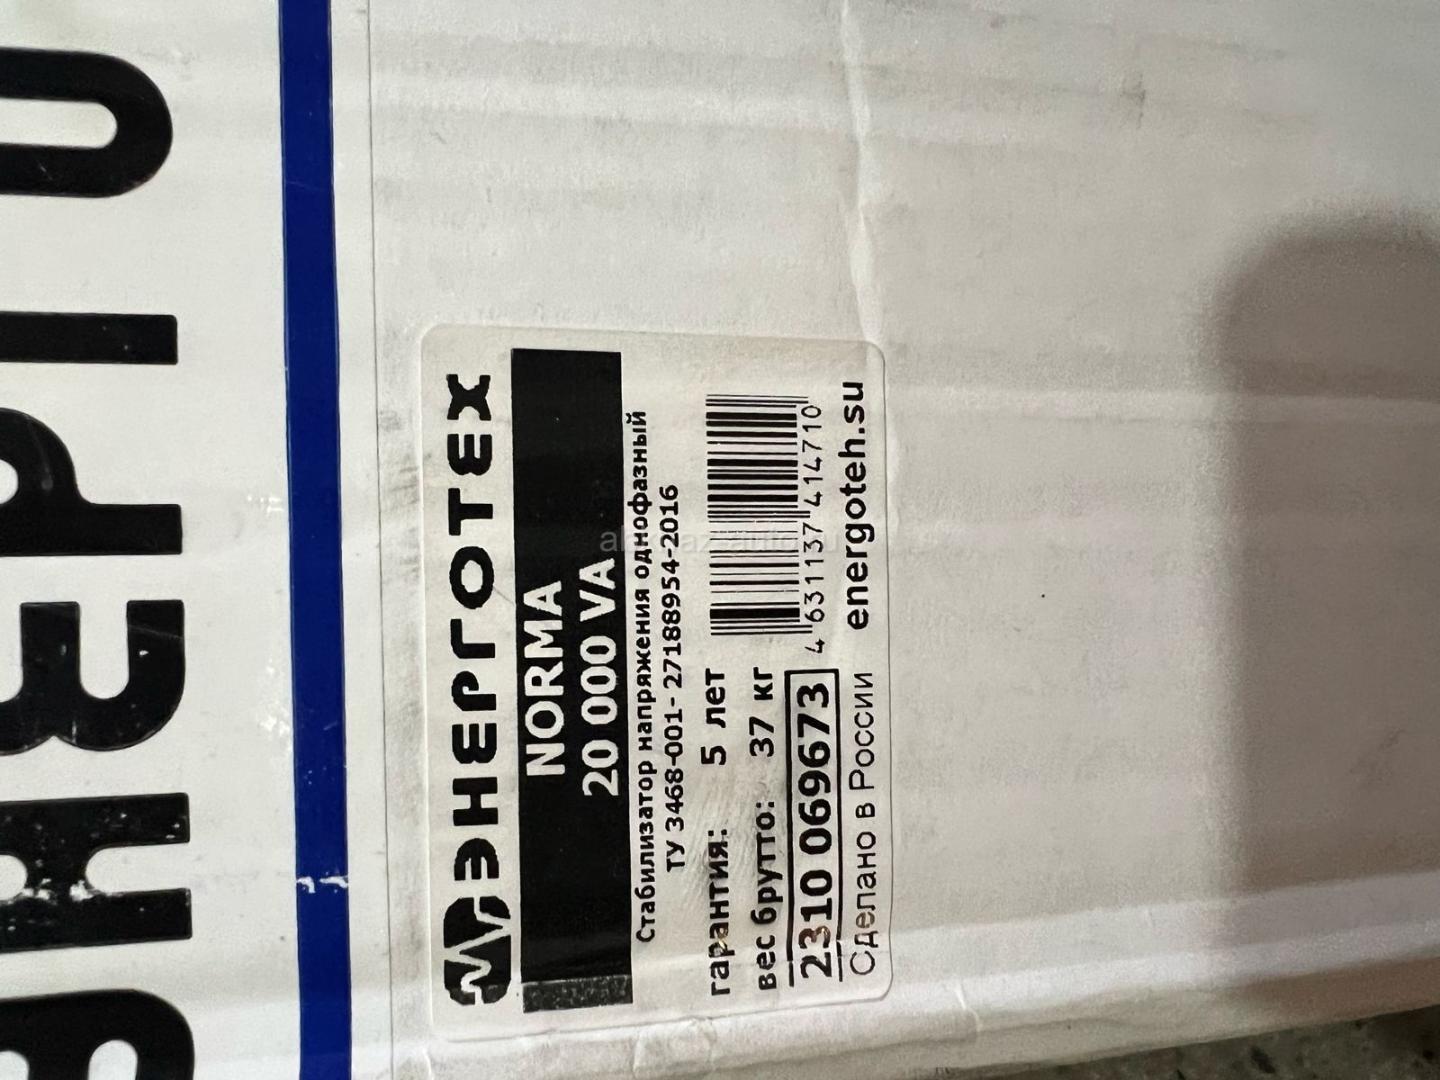 ЭНЕРГО
ЭНЕРГОТЕХ
NORMA
20 000 VA
Стабилизатор напряжения однофазный
ТУ 3468-001- 27188954-2016
гарантия: 5 лет
вес брутто: 37 кг
2310 069673
4 631137 414710
Сделано в России energoteh.su